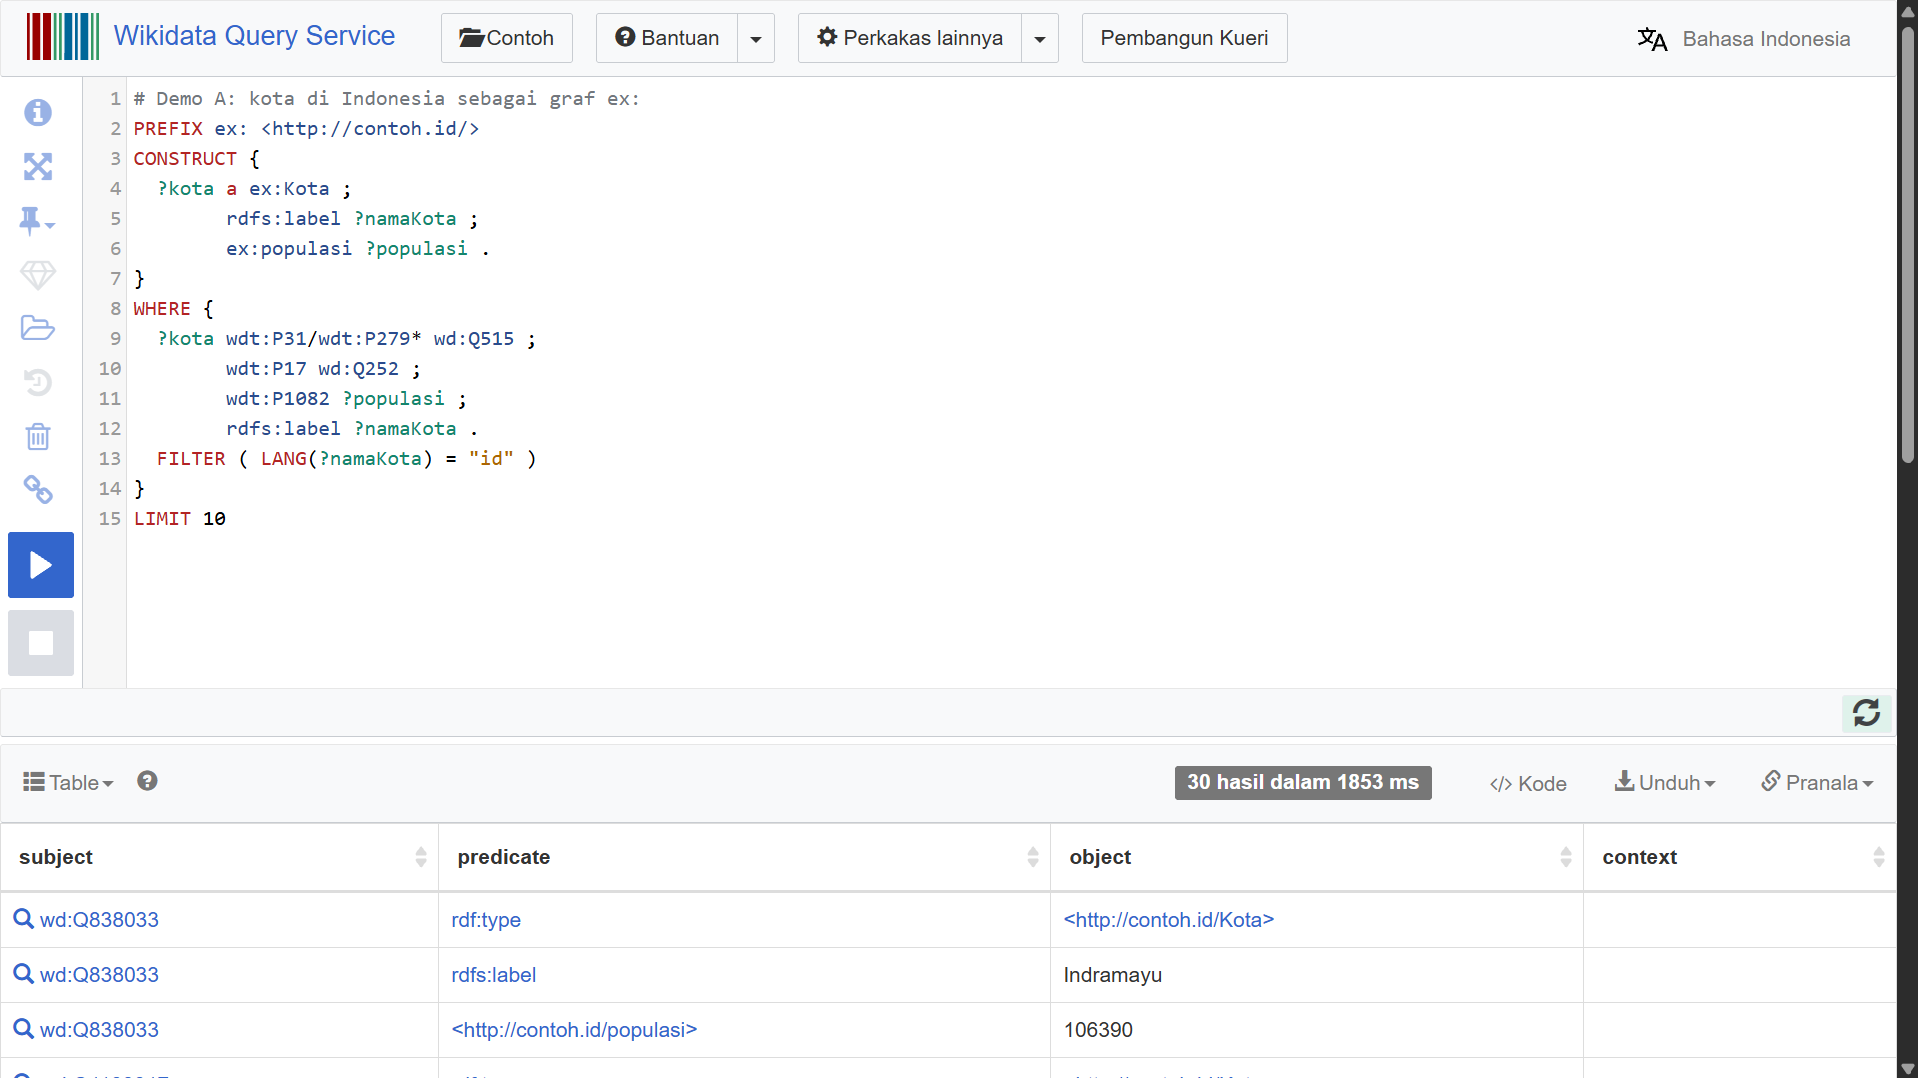 Wikidata Query Service
Contoh
Bantuan
Perkakas lainnya
Pembangun Kueri
Bahasa Indonesia
1 # Demo A: kota di Indonesia sebagai graf ex:
2 PREFIX ex: <http://contoh.id/>
3 CONSTRUCT {
4   ?kota a ex:Kota ;
5         rdfs:label ?namaKota ;
6         ex:populasi ?populasi .
7 }
8 WHERE {
9   ?kota wdt:P31/wdt:P279* wd:Q515 ;
10         wdt:P17 wd:Q252 ;
11         wdt:P1082 ?populasi ;
12         rdfs:label ?namaKota .
13   FILTER ( LANG(?namaKota) = "id" )
14 }
15 LIMIT 10
Table
30 hasil dalam 1853 ms
</> Kode
Unduh
Pranala
subject predicate object context
wd:Q838033 rdf:type <http://contoh.id/Kota>
wd:Q838033 rdfs:label Indramayu
wd:Q838033 <http://contoh.id/populasi> 106390